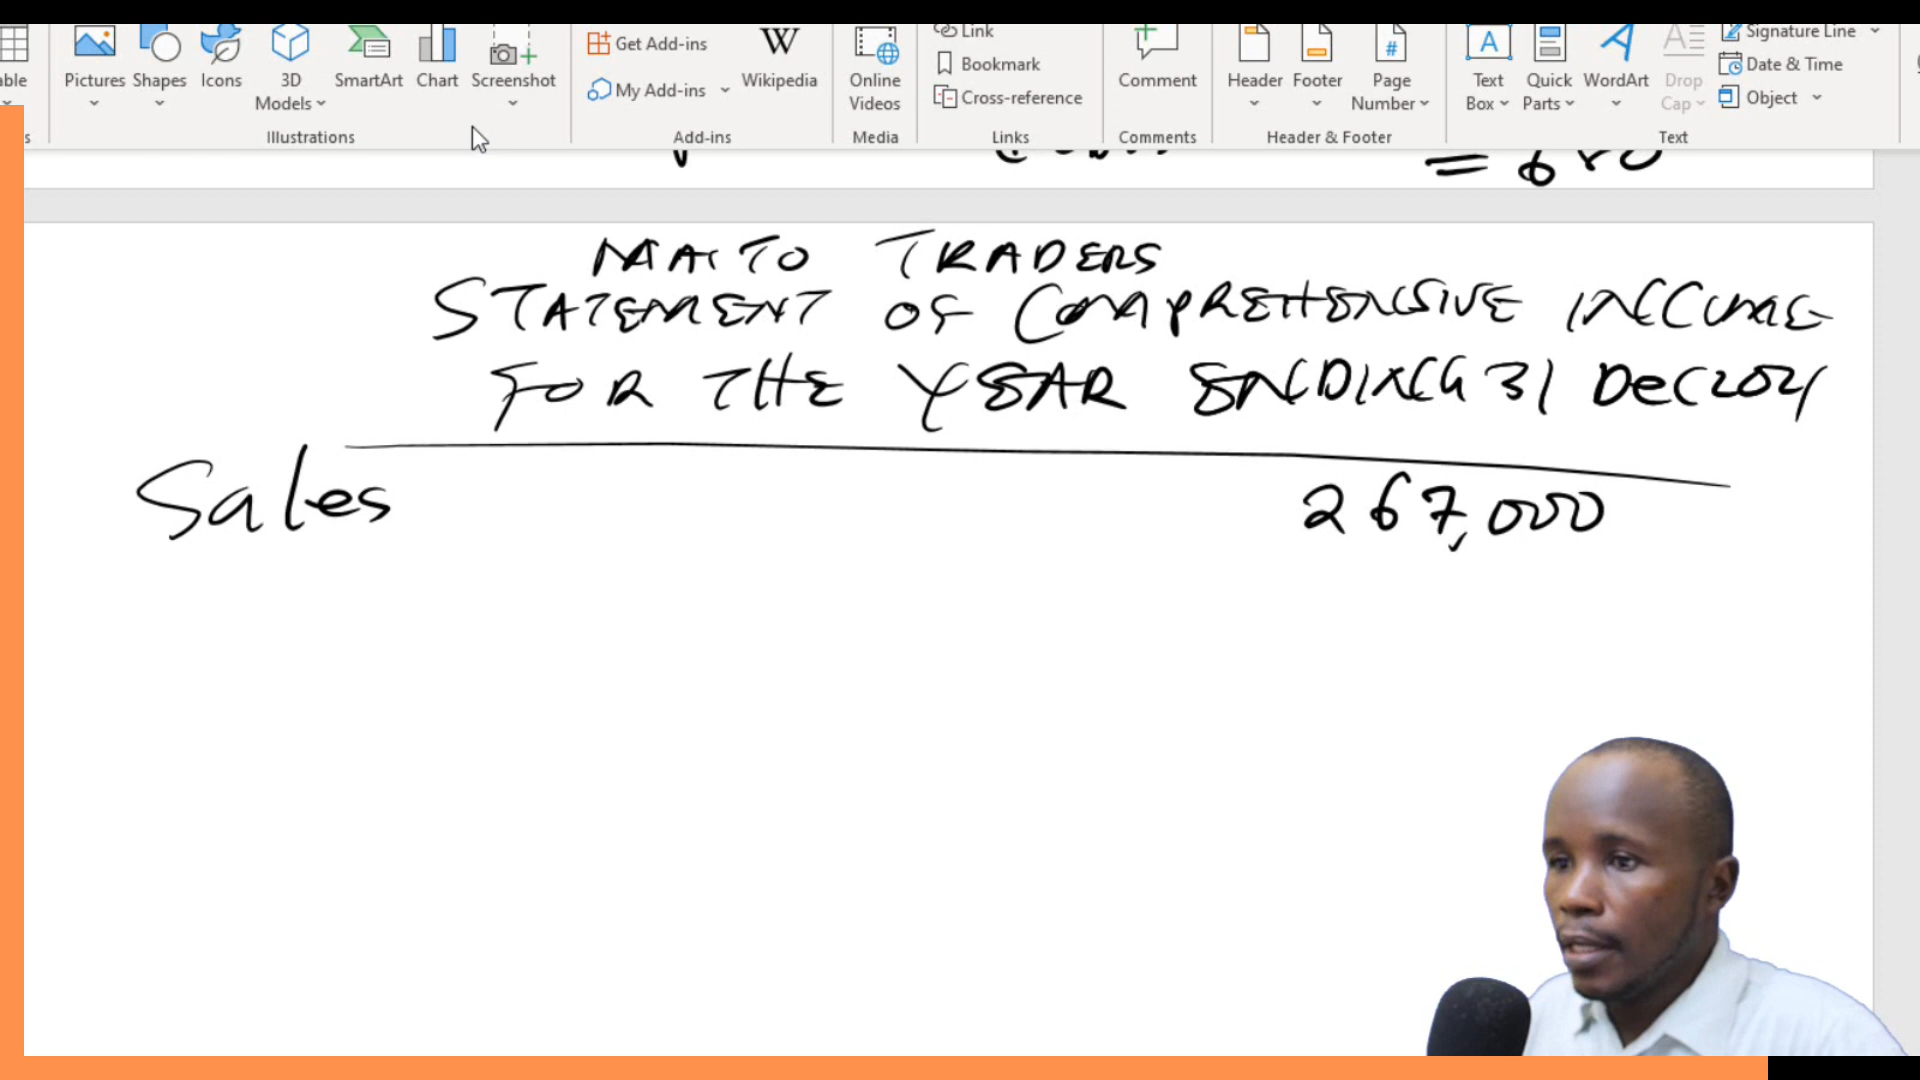 Link
Signature Line
Get Add-ins
Bookmark
Date & Time
able Pictures Shapes Icons 3D Models SmartArt Chart Screenshot My Add-ins Wikipedia Online Videos Cross-reference Comment Header Footer Page Number Text Box Quick Parts WordArt Drop Cap Object
s Illustrations Add-ins Media Links Comments Header & Footer Text
TRADERS
STATEMENT OF COMPREHENSIVE INCOME
FOR THE YEAR ENDING 31 DEC 2021
Sales 267,000